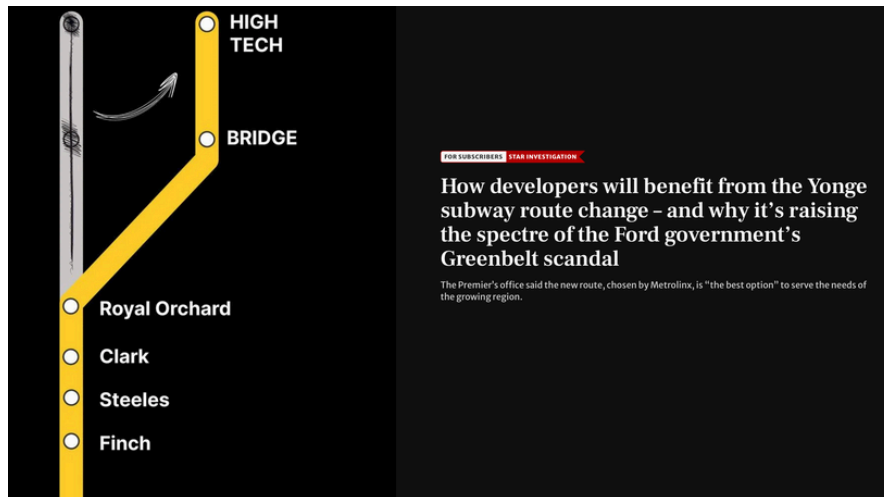 HIGH
TECH
BRIDGE
Royal Orchard
Clark
Steeles
Finch
FOR SUBSCRIBERS STAR INVESTIGATION
How developers will benefit from the Yonge
subway route change – and why it’s raising
the spectre of the Ford government’s
Greenbelt scandal
The Premier’s office said the new route, chosen by Metrolinx, is "the best option" to serve the needs of
the growing region.